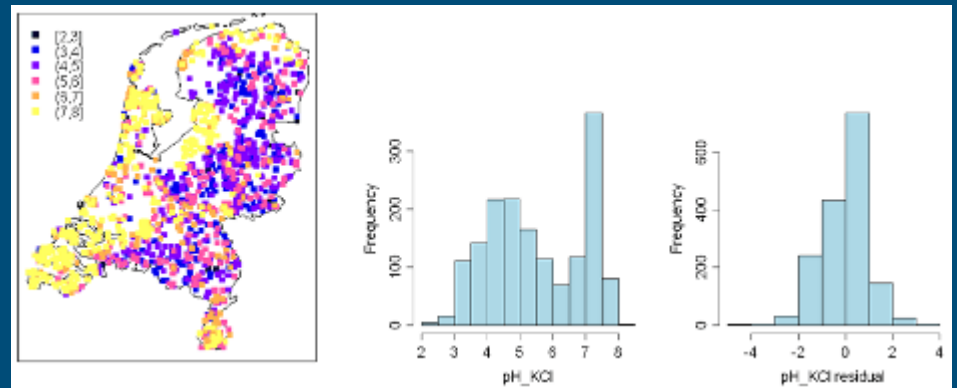 [2,3]
(3,4]
(4,5]
(5,6]
(6,7]
(7,8]
Frequency
0 100 200 300
2 3 4 5 6 7 8
pH_KCl
Frequency
0 200 400 600
-4 -2 0 2 4
pH_KCl residual